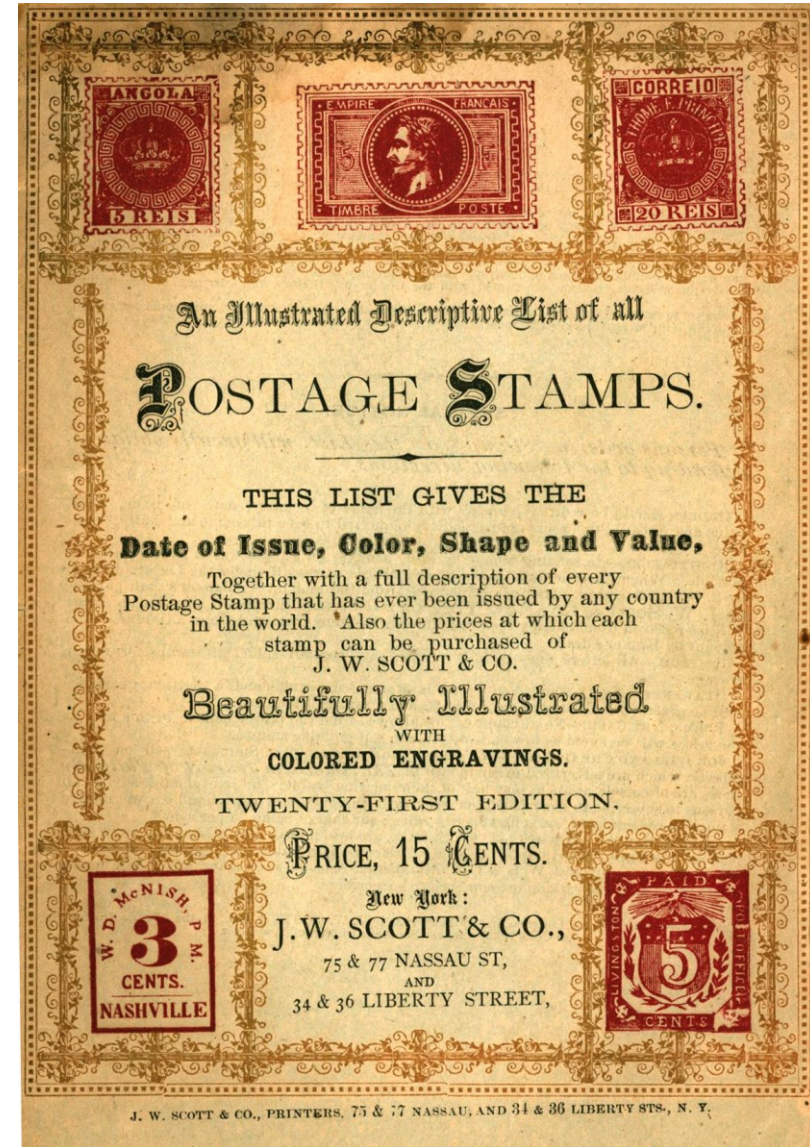 ANGOLA
5 REIS
EMPIRE FRANCAIS
5 F
TIMBRE POSTE
CORREIO
S. THOME E PRINCIPE
20 REIS
An Illustrated Descriptive List of all
POSTAGE STAMPS.
THIS LIST GIVES THE
Date of Issue, Color, Shape and Value,
Together with a full description of every
Postage Stamp that has ever been issued by any country
in the world. Also the prices at which each
stamp can be purchased of
J. W. SCOTT & CO.
Beautifully Illustrated
WITH
COLORED ENGRAVINGS.
TWENTY-FIRST EDITION.
PRICE, 15 CENTS.
New York:
J. W. SCOTT & CO.,
75 & 77 NASSAU ST,
AND
34 & 36 LIBERTY STREET,
W. D. McNISH, P M.
3
CENTS.
NASHVILLE
PAID
LIVINGSTON
POST OFFICE
5
CENTS
J. W. SCOTT & CO., PRINTERS, 75 & 77 NASSAU, AND 34 & 36 LIBERTY STS., N. Y.